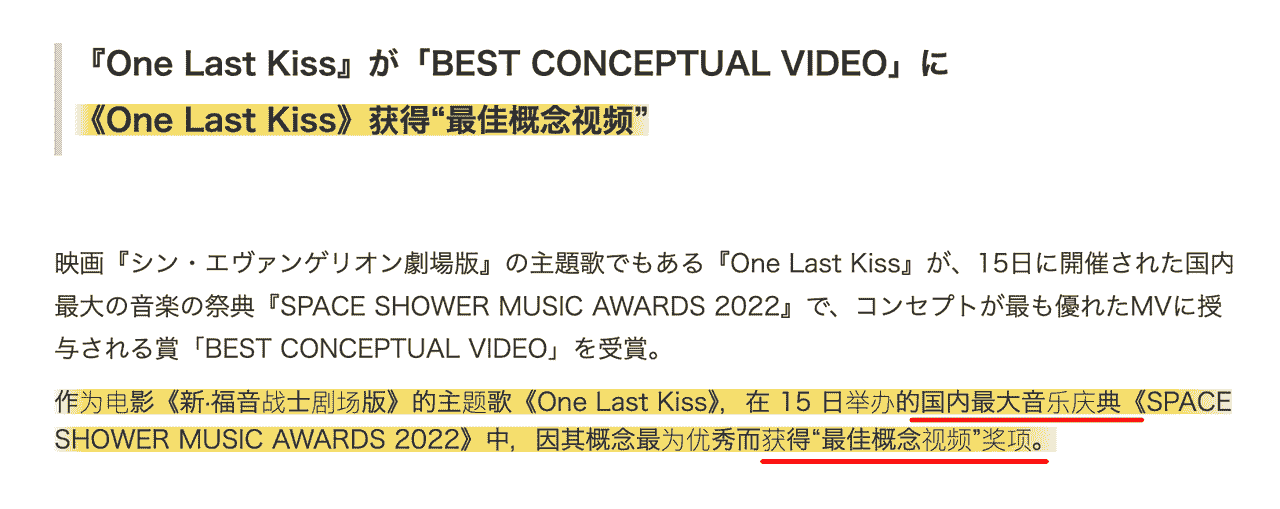 『One Last Kiss』が「BEST CONCEPTUAL VIDEO」に
《One Last Kiss》获得“最佳概念视频”
映画『シン・エヴァンゲリオン劇場版』の主題歌でもある『One Last Kiss』が、15日に開催された国内
最大の音楽の祭典『SPACE SHOWER MUSIC AWARDS 2022』で、コンセプトが最も優れたMVに授
与される賞「BEST CONCEPTUAL VIDEO」を受賞。
作为电影《新·福音战士剧场版》的主题歌《One Last Kiss》，在 15 日举办的国内最大音乐庆典《SPACE
SHOWER MUSIC AWARDS 2022》中，因其概念最为优秀而获得“最佳概念视频”奖项。